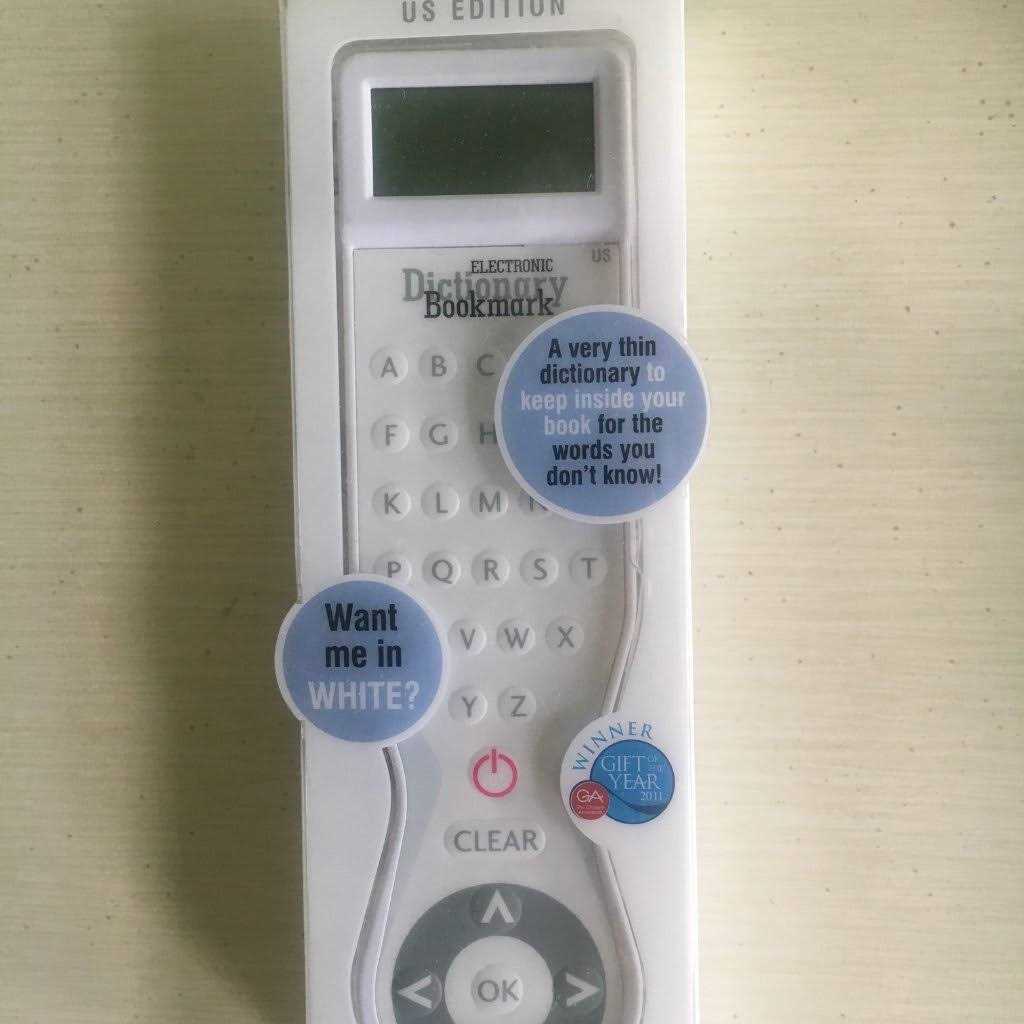 US EDITION
US
ELECTRONIC
Dictionary
Bookmark
A B C
A very thin
dictionary to
keep inside your
book for the
words you
don't know!
F G H
K L M N
P Q R S T
Want
me in
WHITE?
V W X
Y Z
WINNER
GIFT OF THE
YEAR
2011
GA
CLEAR
OK